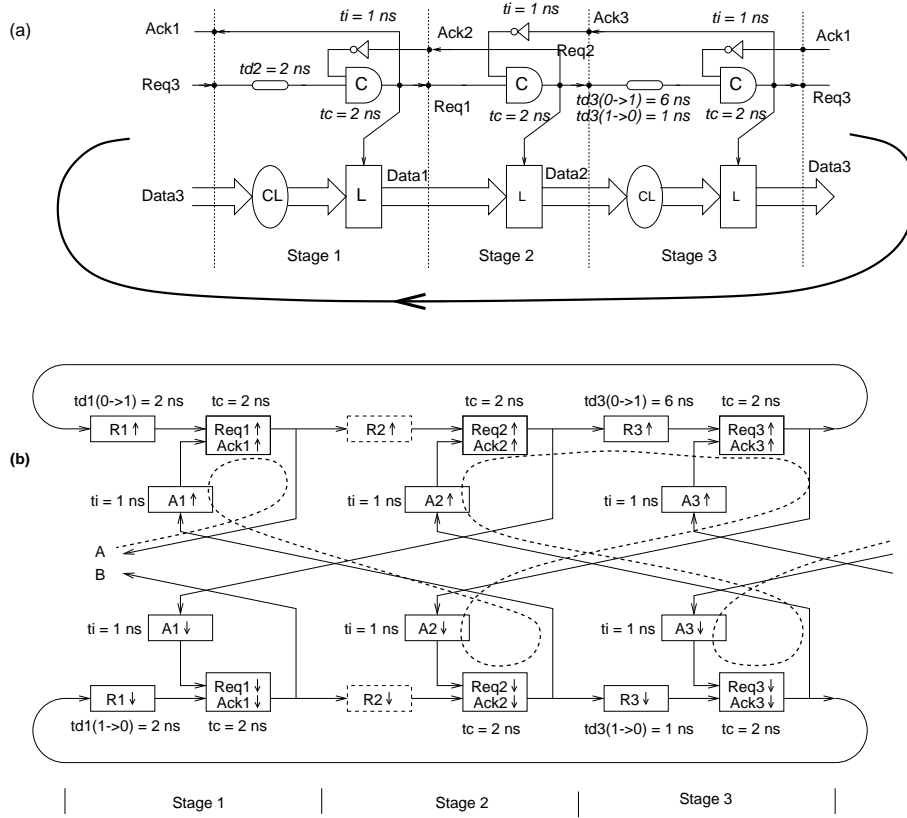 (a)
ti = 1 ns
ti = 1 ns
ti = 1 ns
Ack1
Ack2
Ack3
Ack1
Req2
Req3
td2 = 2 ns
C
Req1
C
td3(0->1) = 6 ns
td3(1->0) = 1 ns
C
Req3
tc = 2 ns
tc = 2 ns
tc = 2 ns
Data3
CL
L
Data1
L
Data2
CL
L
Data3
Stage 1
Stage 2
Stage 3
(b)
td1(0->1) = 2 ns
tc = 2 ns
tc = 2 ns
td3(0->1) = 6 ns
tc = 2 ns
R1↑
Req1↑
Ack1↑
R2↑
Req2↑
Ack2↑
R3↑
Req3↑
Ack3↑
ti = 1 ns
A1↑
ti = 1 ns
A2↑
ti = 1 ns
A3↑
A
B
ti = 1 ns
A1↓
ti = 1 ns
A2↓
ti = 1 ns
A3↓
R1↓
Req1↓
Ack1↓
R2↓
Req2↓
Ack2↓
R3↓
Req3↓
Ack3↓
td1(1->0) = 2 ns
tc = 2 ns
tc = 2 ns
td3(1->0) = 1 ns
tc = 2 ns
Stage 1
Stage 2
Stage 3